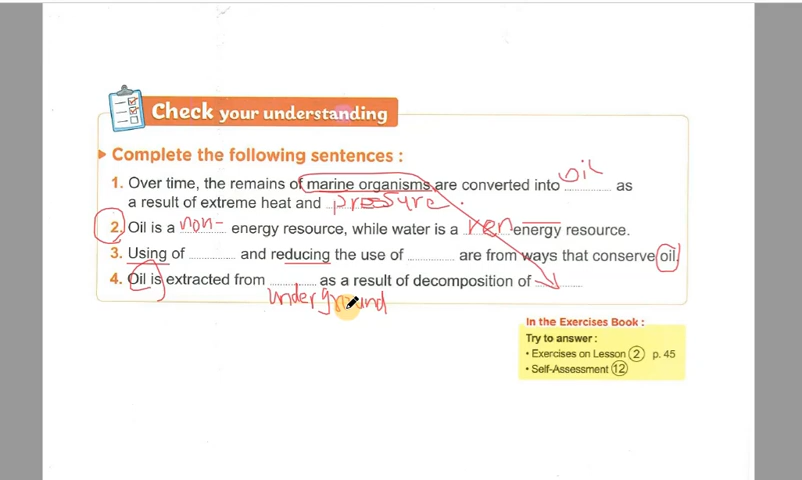 Check your understanding
Complete the following sentences :
oil
1. Over time, the remains of marine organisms are converted into ............ as
a result of extreme heat and ............ pressure .
2. Oil is a non- energy resource, while water is a ren energy resource.
3. Using of ............ and reducing the use of ............ are from ways that conserve oil.
4. Oil is extracted from ............ as a result of decomposition of ............
underground
In the Exercises Book :
Try to answer :
• Exercises on Lesson 2 p. 45
• Self-Assessment 12